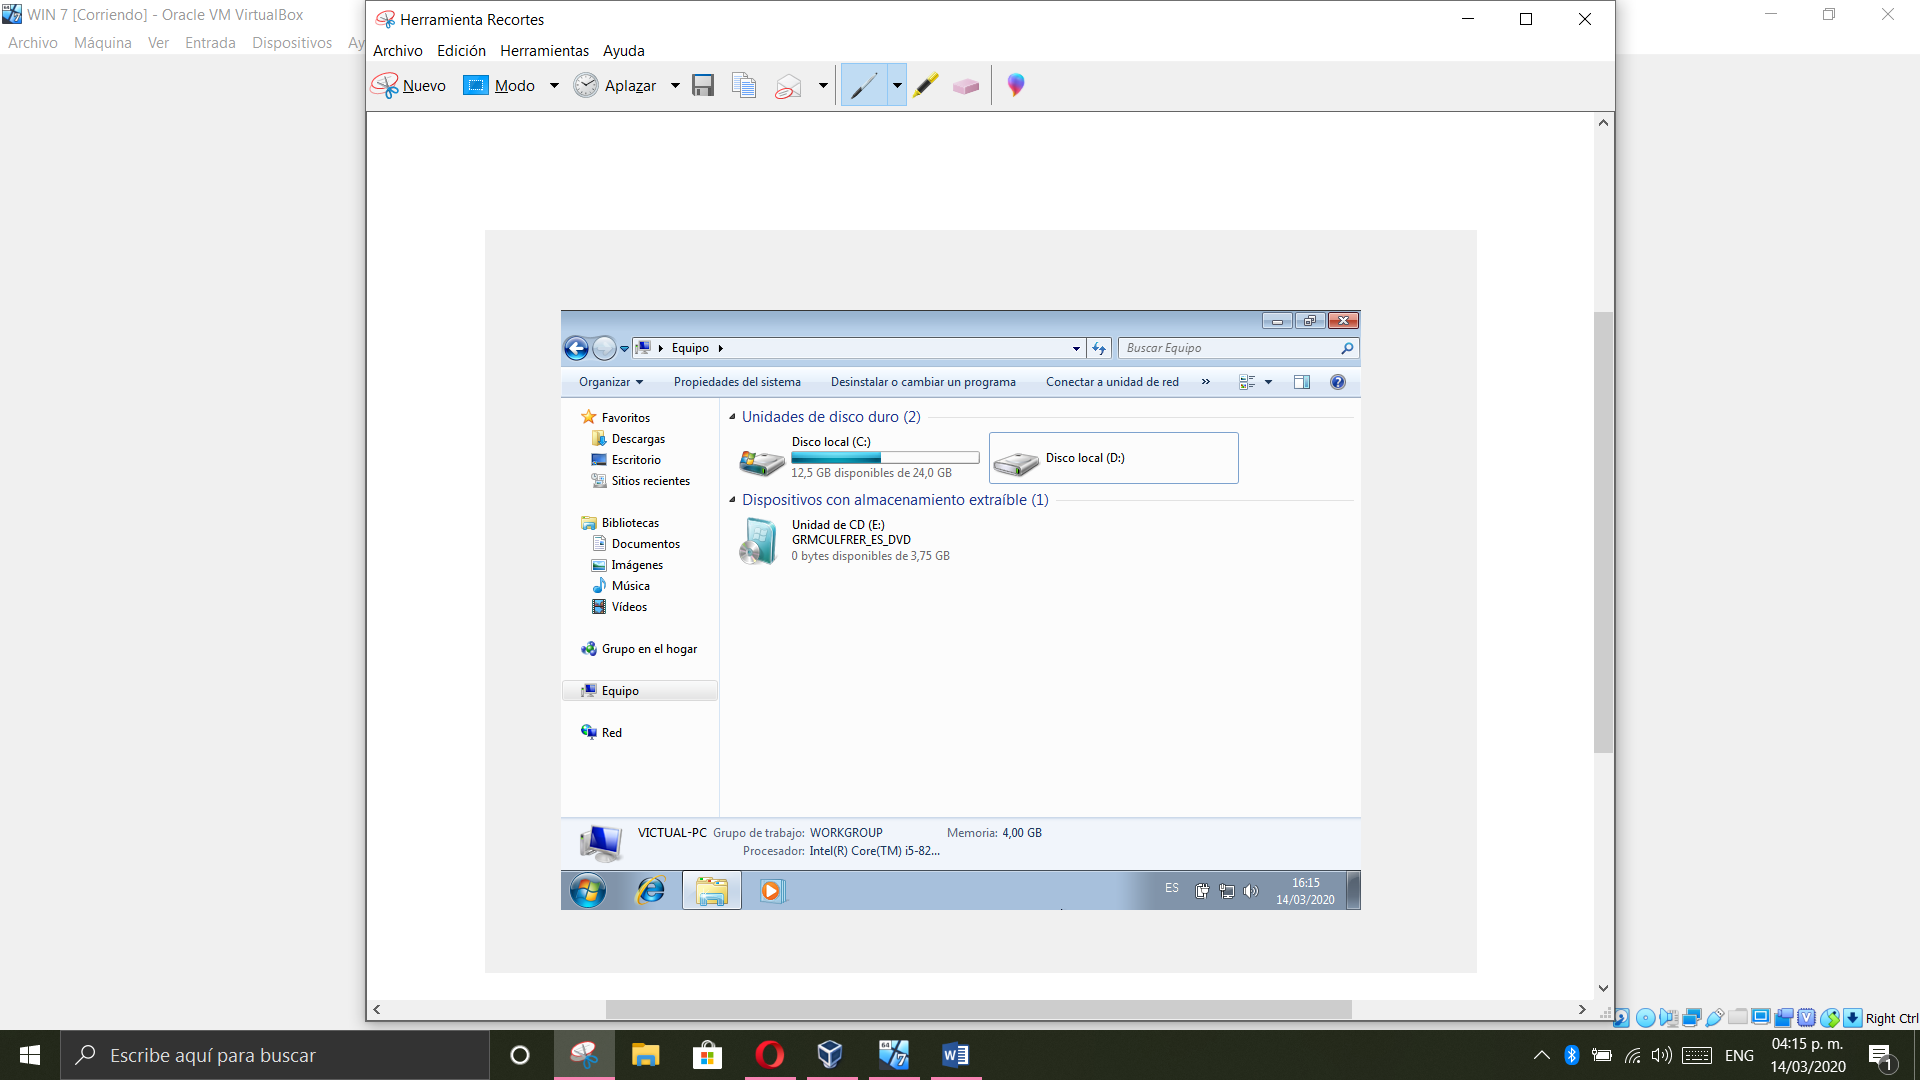 WIN 7 [Corriendo] - Oracle VM VirtualBox
Archivo Máquina Ver Entrada Dispositivos Ay
Herramienta Recortes
Archivo Edición Herramientas Ayuda
Nuevo Modo Aplazar
Equipo
Buscar Equipo
Organizar Propiedades del sistema Desinstalar o cambiar un programa Conectar a unidad de red »
Favoritos
Descargas
Escritorio
Sitios recientes
Bibliotecas
Documentos
Imágenes
Música
Vídeos
Grupo en el hogar
Equipo
Red
Unidades de disco duro (2)
Disco local (C:)
12,5 GB disponibles de 24,0 GB
Disco local (D:)
Dispositivos con almacenamiento extraíble (1)
Unidad de CD (E:)
GRMCULFRER_ES_DVD
0 bytes disponibles de 3,75 GB
VICTUAL-PC Grupo de trabajo: WORKGROUP Memoria: 4,00 GB
Procesador: Intel(R) Core(TM) i5-82...
ES
16:15
14/03/2020
Right Ctrl
Escribe aquí para buscar
ENG
04:15 p. m.
14/03/2020
1